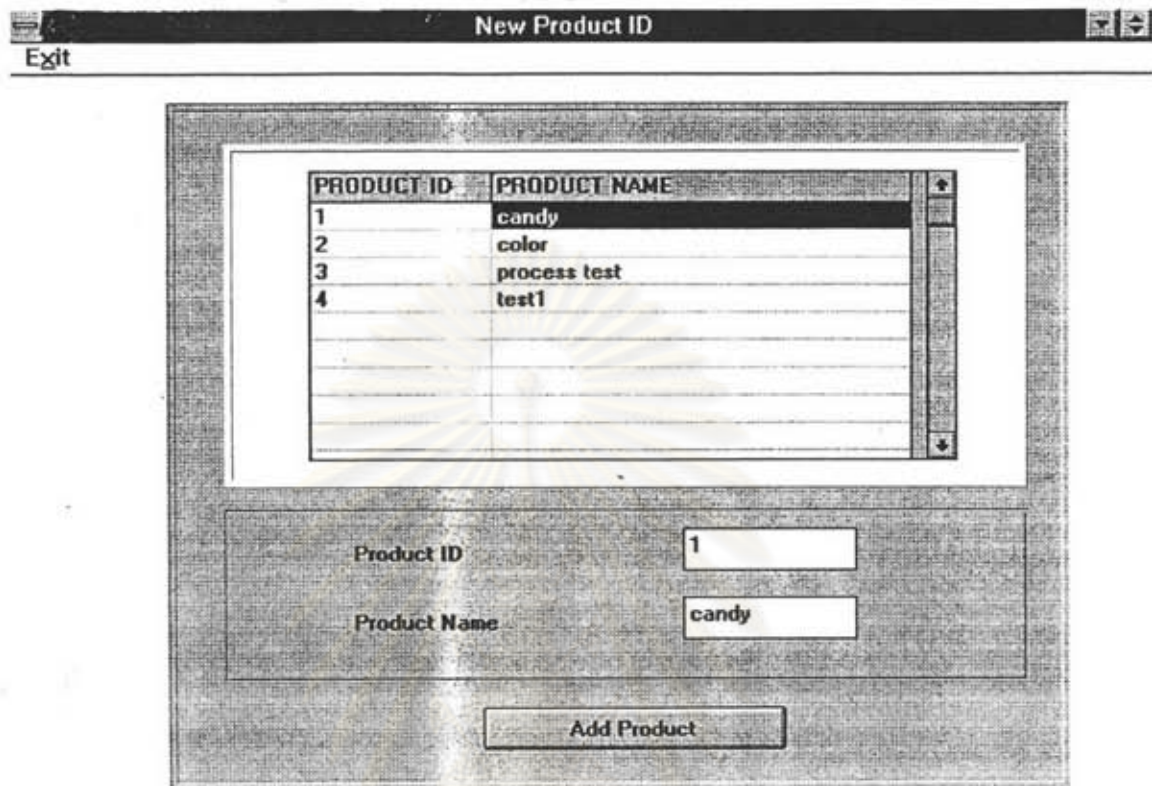 New Product ID
Exit
PRODUCT ID PRODUCT NAME
1 candy
2 color
3 process test
4 test1
Product ID 1
Product Name candy
Add Product